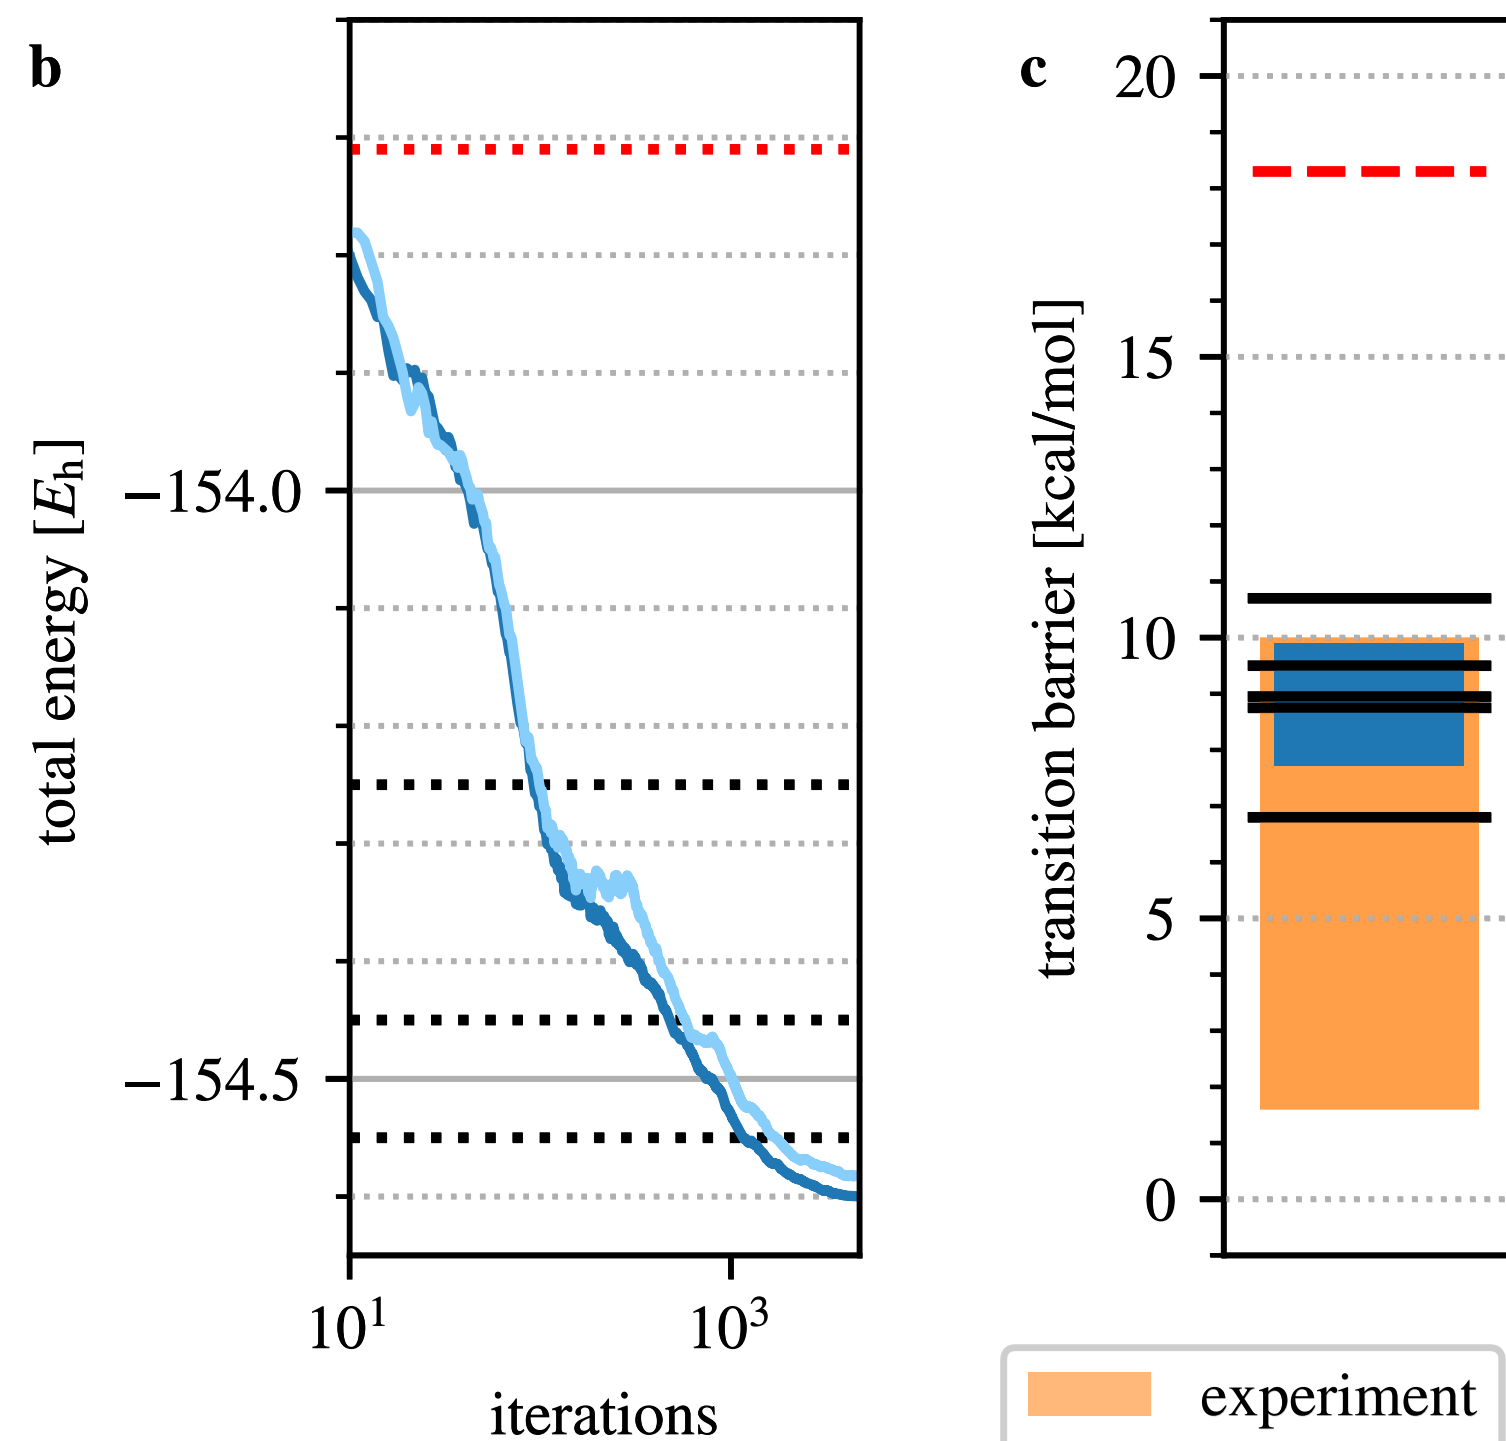 b
total energy [Eh]
−154.0
−154.5
10¹
10³
iterations
c
transition barrier [kcal/mol]
20
15
10
5
0
experiment